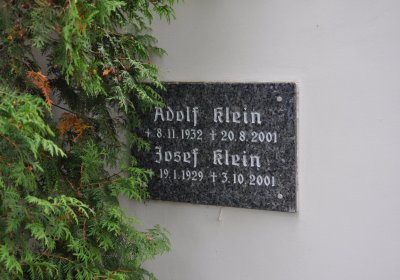 Adolf Klein
+ 8.11.1932 + 20.8.2001
Josef Klein
19.1.1929 + 3.10.2001